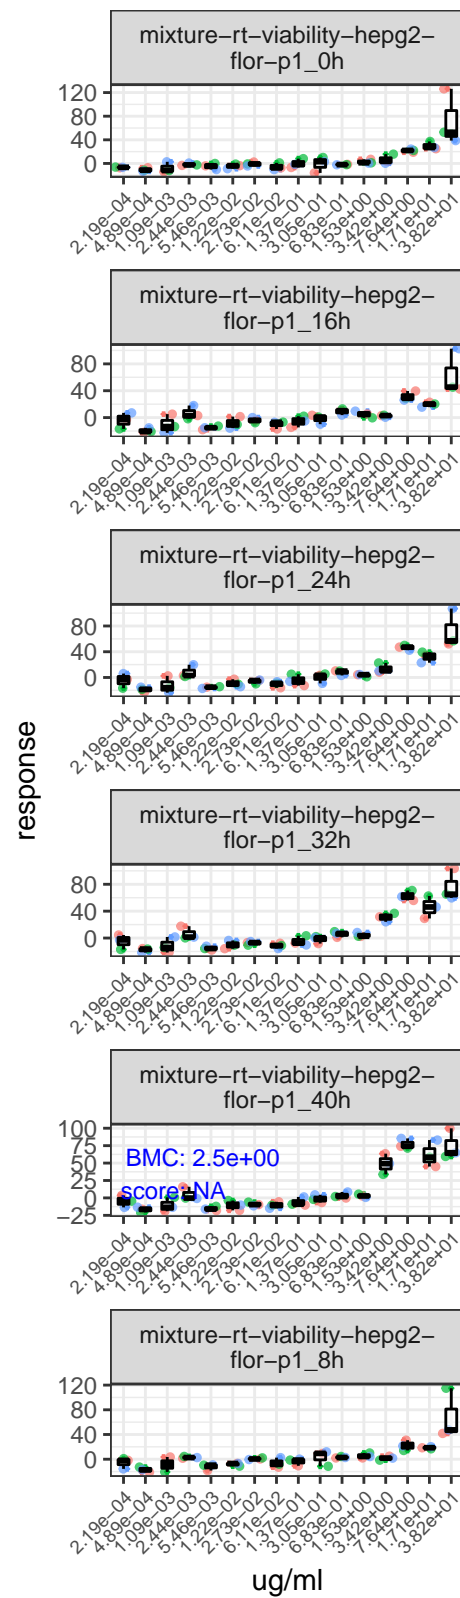 mixture−rt−viability−hepg2−
flor−p1_0h
120
80
40
0
2.19e−04
4.89e−04
1.09e−03
2.44e−03
5.46e−03
1.22e−02
2.73e−02
6.11e−02
1.37e−01
3.05e−01
6.83e−01
1.53e+00
3.42e+00
7.64e+00
1.71e+01
3.82e+01
mixture−rt−viability−hepg2−
flor−p1_16h
80
40
0
2.19e−04
4.89e−04
1.09e−03
2.44e−03
5.46e−03
1.22e−02
2.73e−02
6.11e−02
1.37e−01
3.05e−01
6.83e−01
1.53e+00
3.42e+00
7.64e+00
1.71e+01
3.82e+01
mixture−rt−viability−hepg2−
flor−p1_24h
80
40
0
2.19e−04
4.89e−04
1.09e−03
2.44e−03
5.46e−03
1.22e−02
2.73e−02
6.11e−02
1.37e−01
3.05e−01
6.83e−01
1.53e+00
3.42e+00
7.64e+00
1.71e+01
3.82e+01
response
mixture−rt−viability−hepg2−
flor−p1_32h
80
40
0
2.19e−04
4.89e−04
1.09e−03
2.44e−03
5.46e−03
1.22e−02
2.73e−02
6.11e−02
1.37e−01
3.05e−01
6.83e−01
1.53e+00
3.42e+00
7.64e+00
1.71e+01
3.82e+01
mixture−rt−viability−hepg2−
flor−p1_40h
100
75
50
25
0
−25
BMC: 2.5e+00
score: NA
2.19e−04
4.89e−04
1.09e−03
2.44e−03
5.46e−03
1.22e−02
2.73e−02
6.11e−02
1.37e−01
3.05e−01
6.83e−01
1.53e+00
3.42e+00
7.64e+00
1.71e+01
3.82e+01
mixture−rt−viability−hepg2−
flor−p1_8h
120
80
40
0
2.19e−04
4.89e−04
1.09e−03
2.44e−03
5.46e−03
1.22e−02
2.73e−02
6.11e−02
1.37e−01
3.05e−01
6.83e−01
1.53e+00
3.42e+00
7.64e+00
1.71e+01
3.82e+01
ug/ml